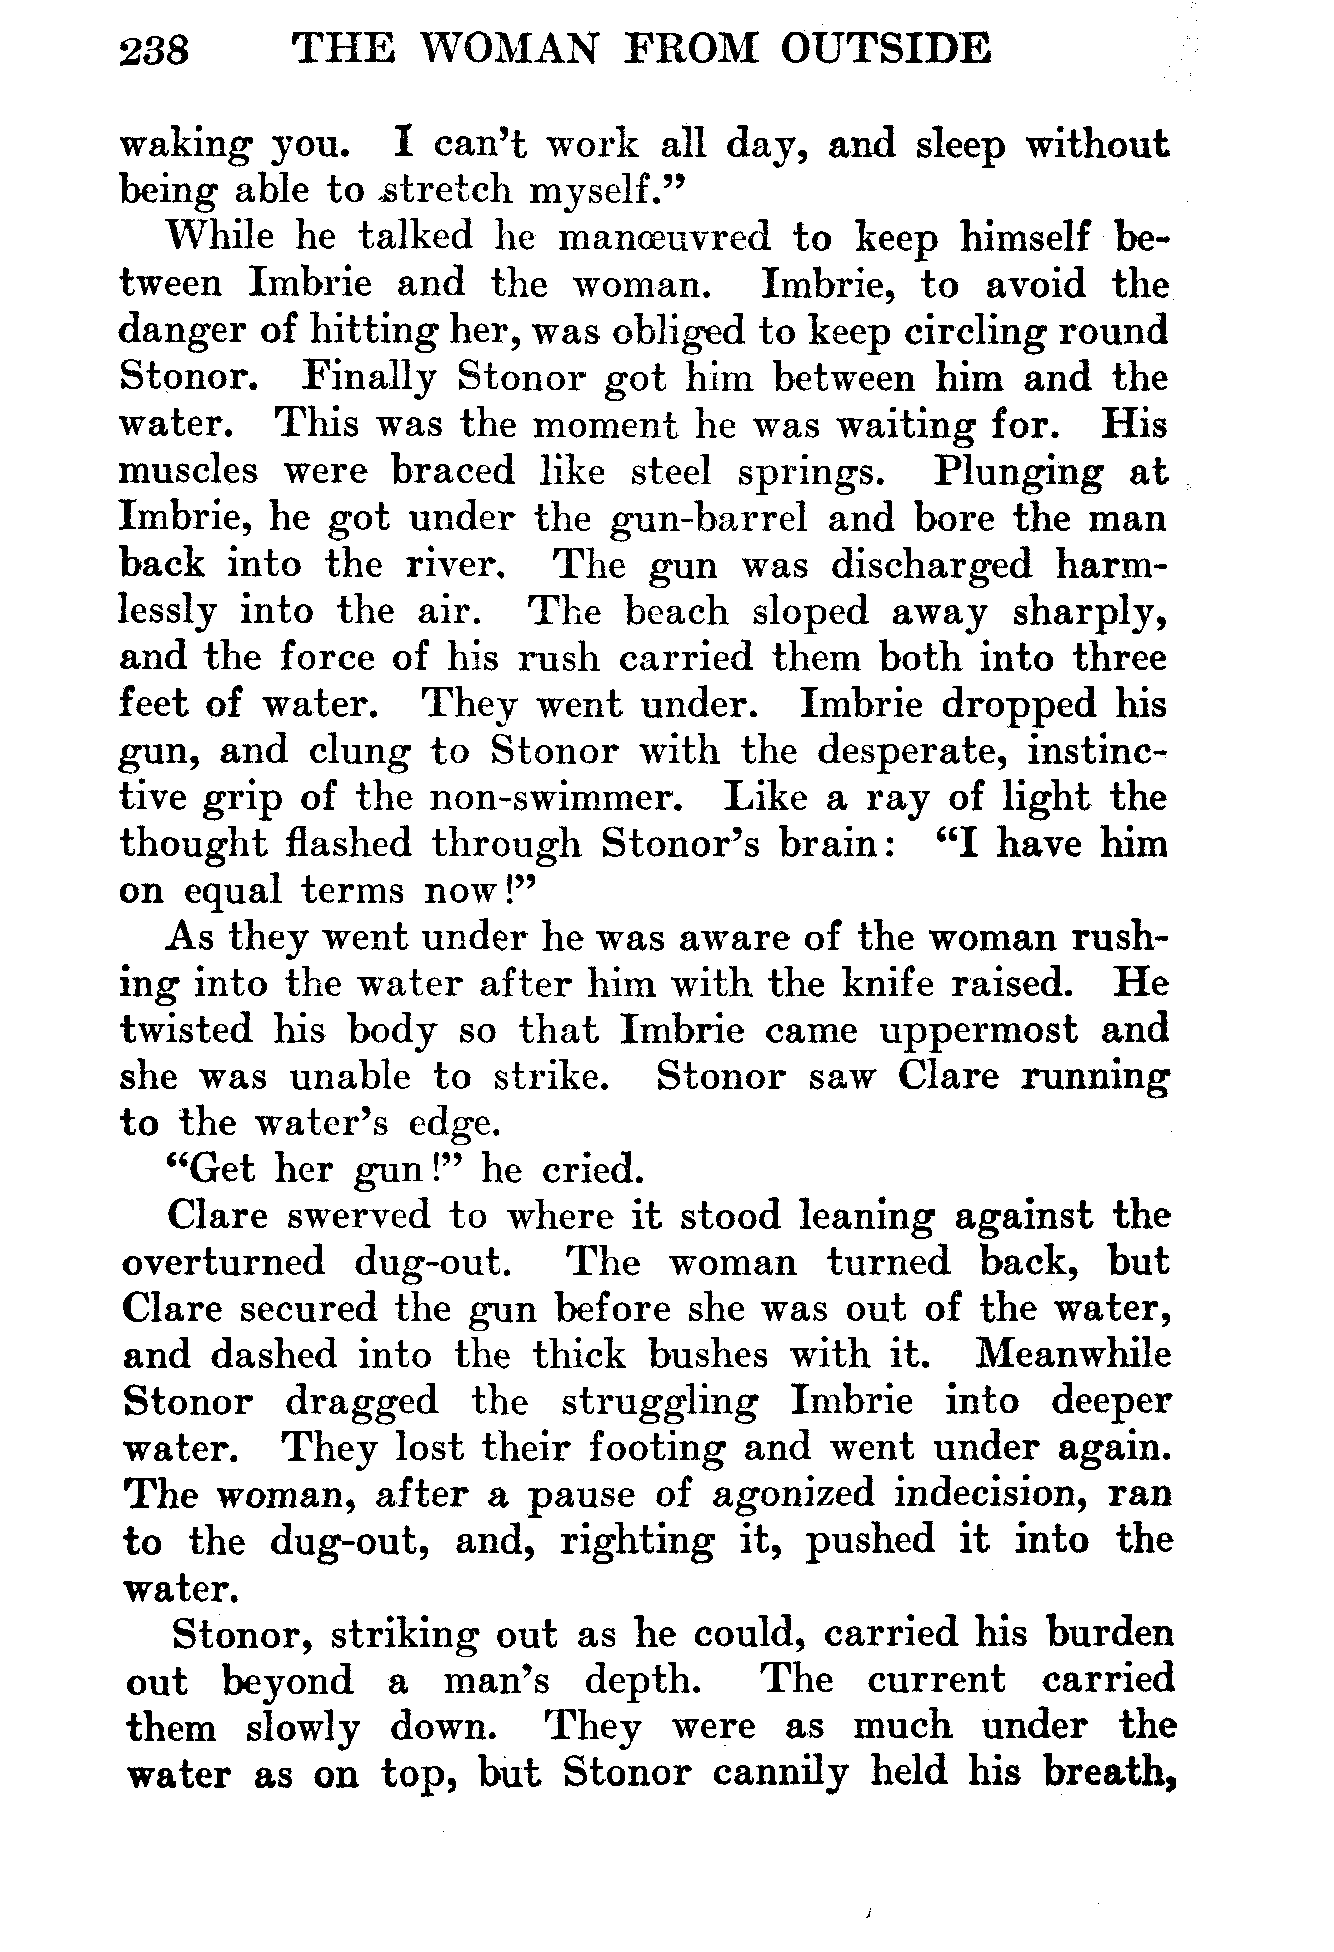 238 THE WOMAN FROM OUTSIDE
waking you. I can't work all day, and sleep without
being able to stretch myself."
While he talked he manœuvred to keep himself be-
tween Imbrie and the woman. Imbrie, to avoid the
danger of hitting her, was obliged to keep circling round
Stonor. Finally Stonor got him between him and the
water. This was the moment he was waiting for. His
muscles were braced like steel springs. Plunging at
Imbrie, he got under the gun-barrel and bore the man
back into the river. The gun was discharged harm-
lessly into the air. The beach sloped away sharply,
and the force of his rush carried them both into three
feet of water. They went under. Imbrie dropped his
gun, and clung to Stonor with the desperate, instinc-
tive grip of the non-swimmer. Like a ray of light the
thought flashed through Stonor's brain: "I have him
on equal terms now!"
As they went under he was aware of the woman rush-
ing into the water after him with the knife raised. He
twisted his body so that Imbrie came uppermost and
she was unable to strike. Stonor saw Clare running
to the water's edge.
"Get her gun!" he cried.
Clare swerved to where it stood leaning against the
overturned dug-out. The woman turned back, but
Clare secured the gun before she was out of the water,
and dashed into the thick bushes with it. Meanwhile
Stonor dragged the struggling Imbrie into deeper
water. They lost their footing and went under again.
The woman, after a pause of agonized indecision, ran
to the dug-out, and, righting it, pushed it into the
water.
Stonor, striking out as he could, carried his burden
out beyond a man's depth. The current carried
them slowly down. They were as much under the
water as on top, but Stonor cannily held his breath,